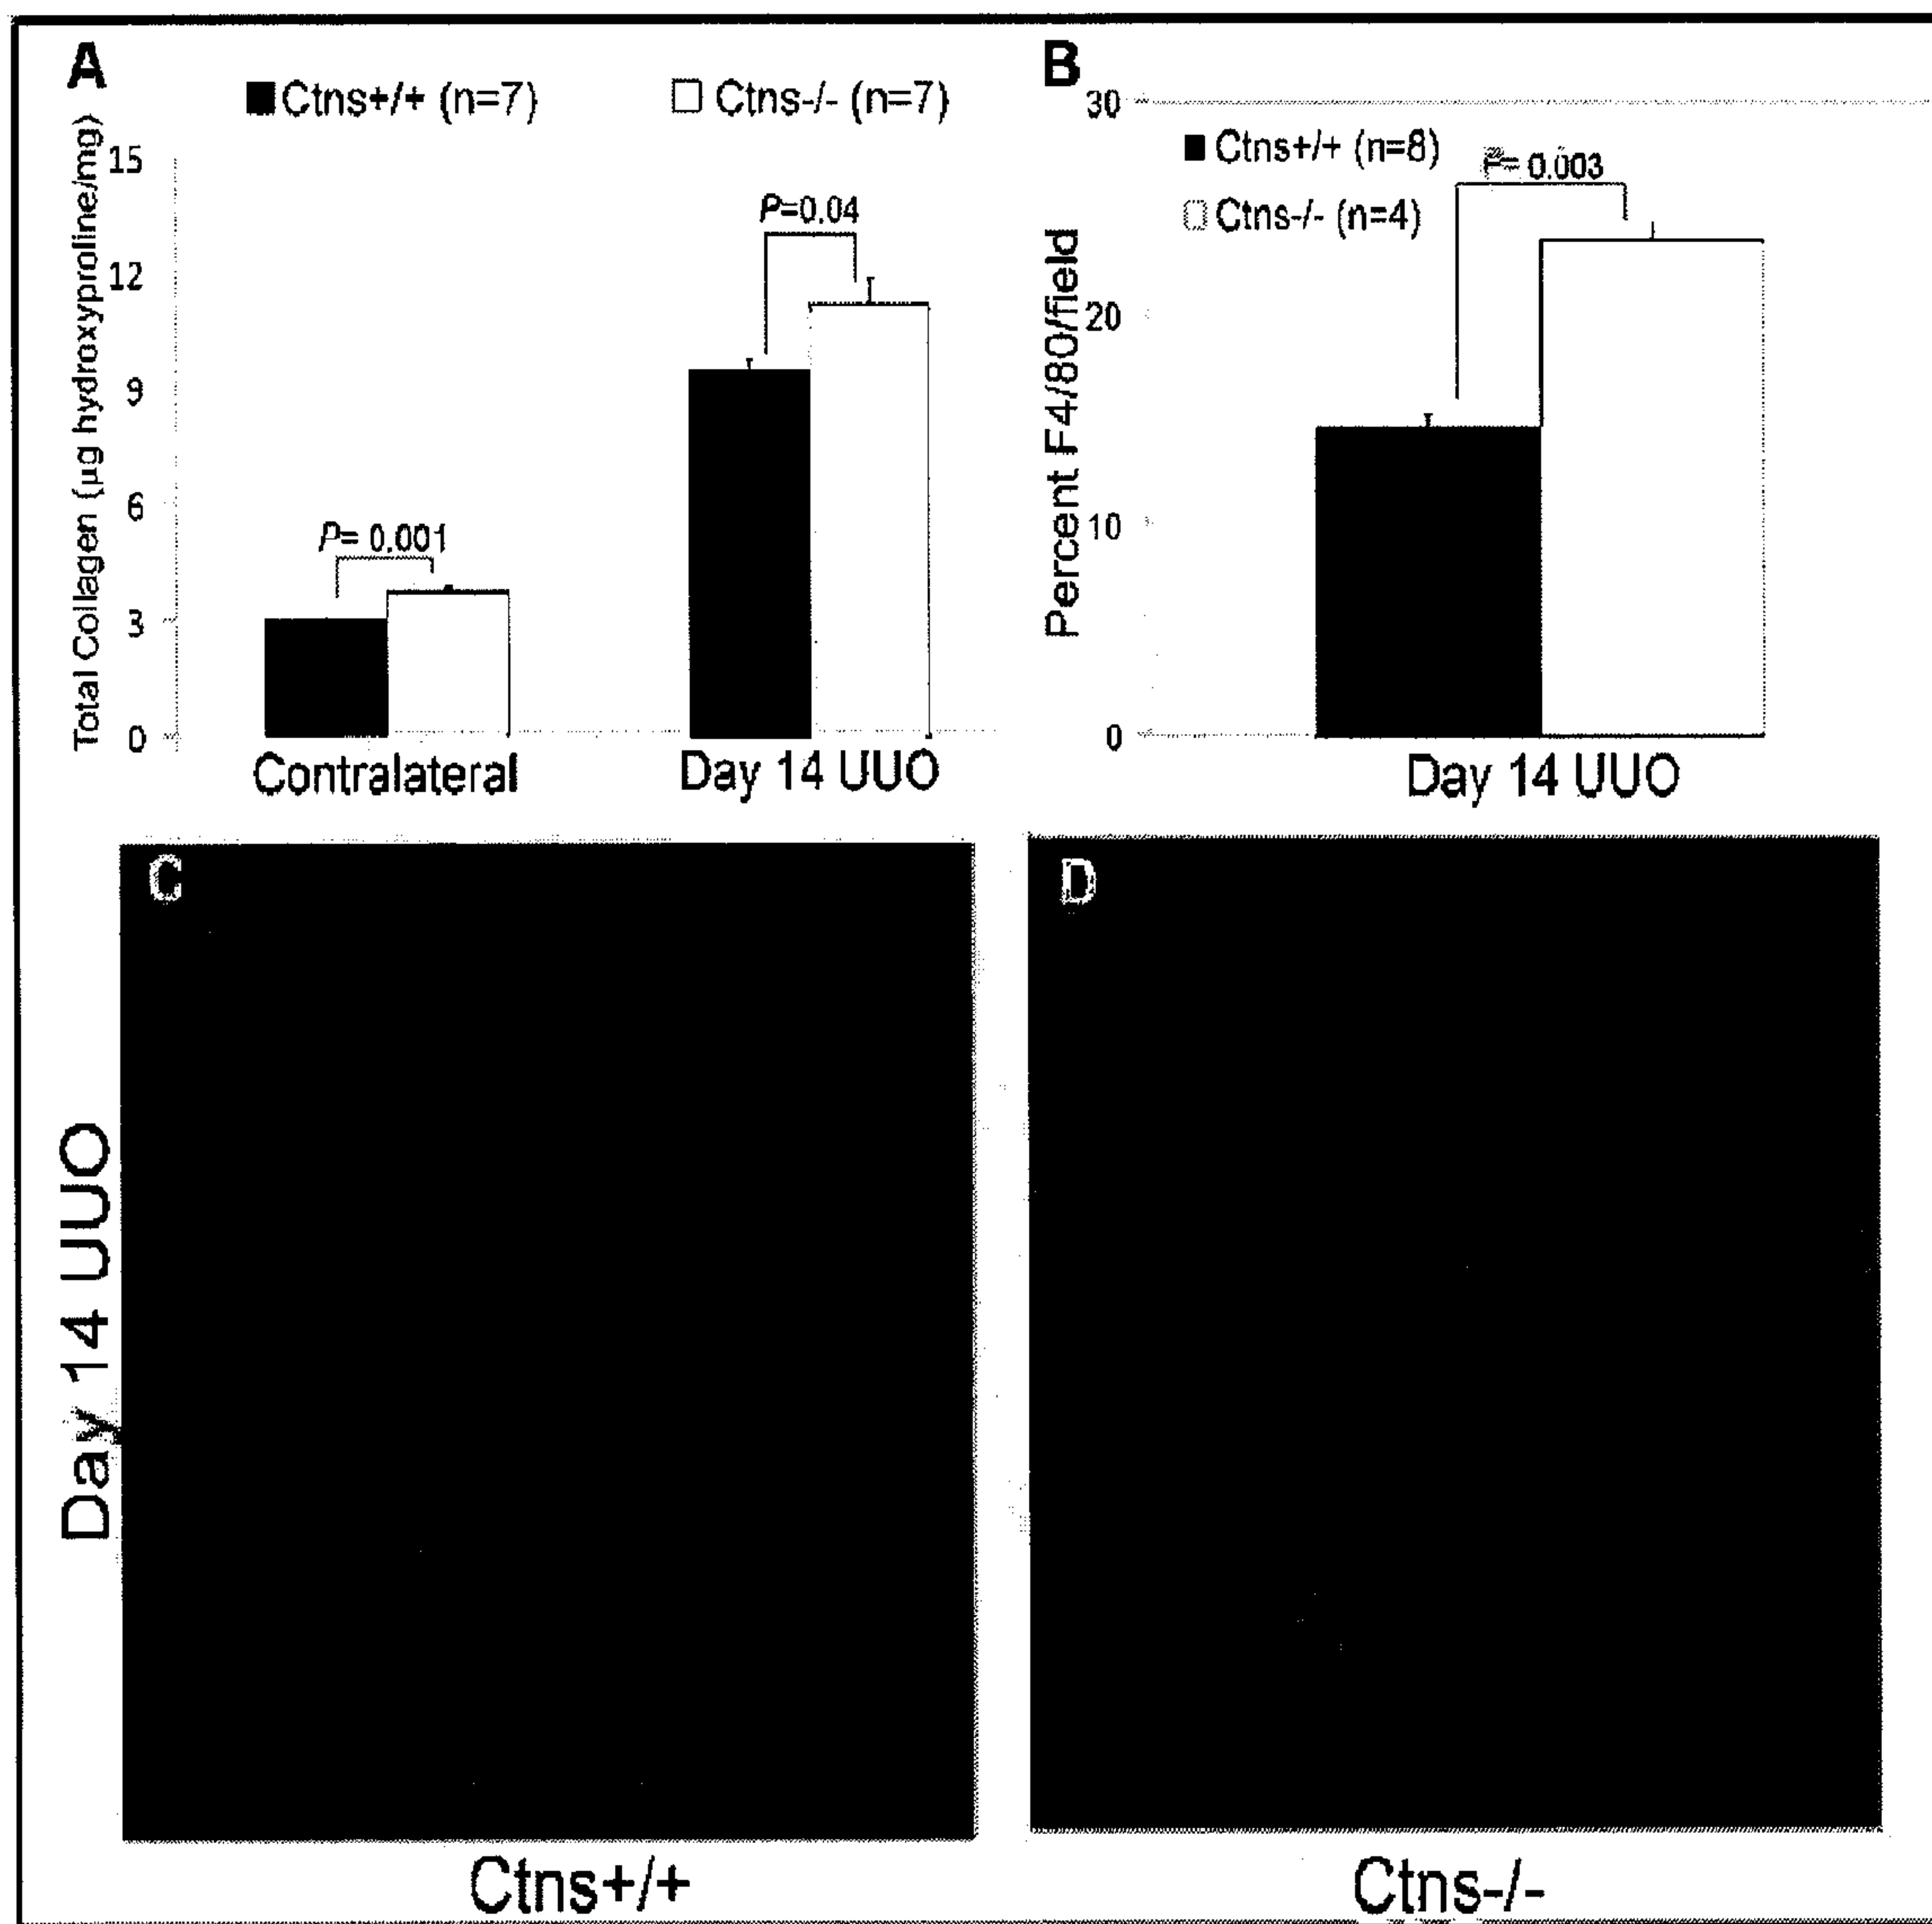 A
Ctns+/+ (n=7)
Ctns-/- (n=7)
Total Collagen (µg hydroxyproline/mg)
15
12
9
6
3
0
P= 0.001
P=0.04
Contralateral
Day 14 UUO
B
30
20
10
0
Ctns+/+ (n=8)
Ctns-/- (n=4)
P= 0.003
Percent F4/80/field
Day 14 UUO
C
D
Day 14 UUO
Ctns+/+
Ctns-/-